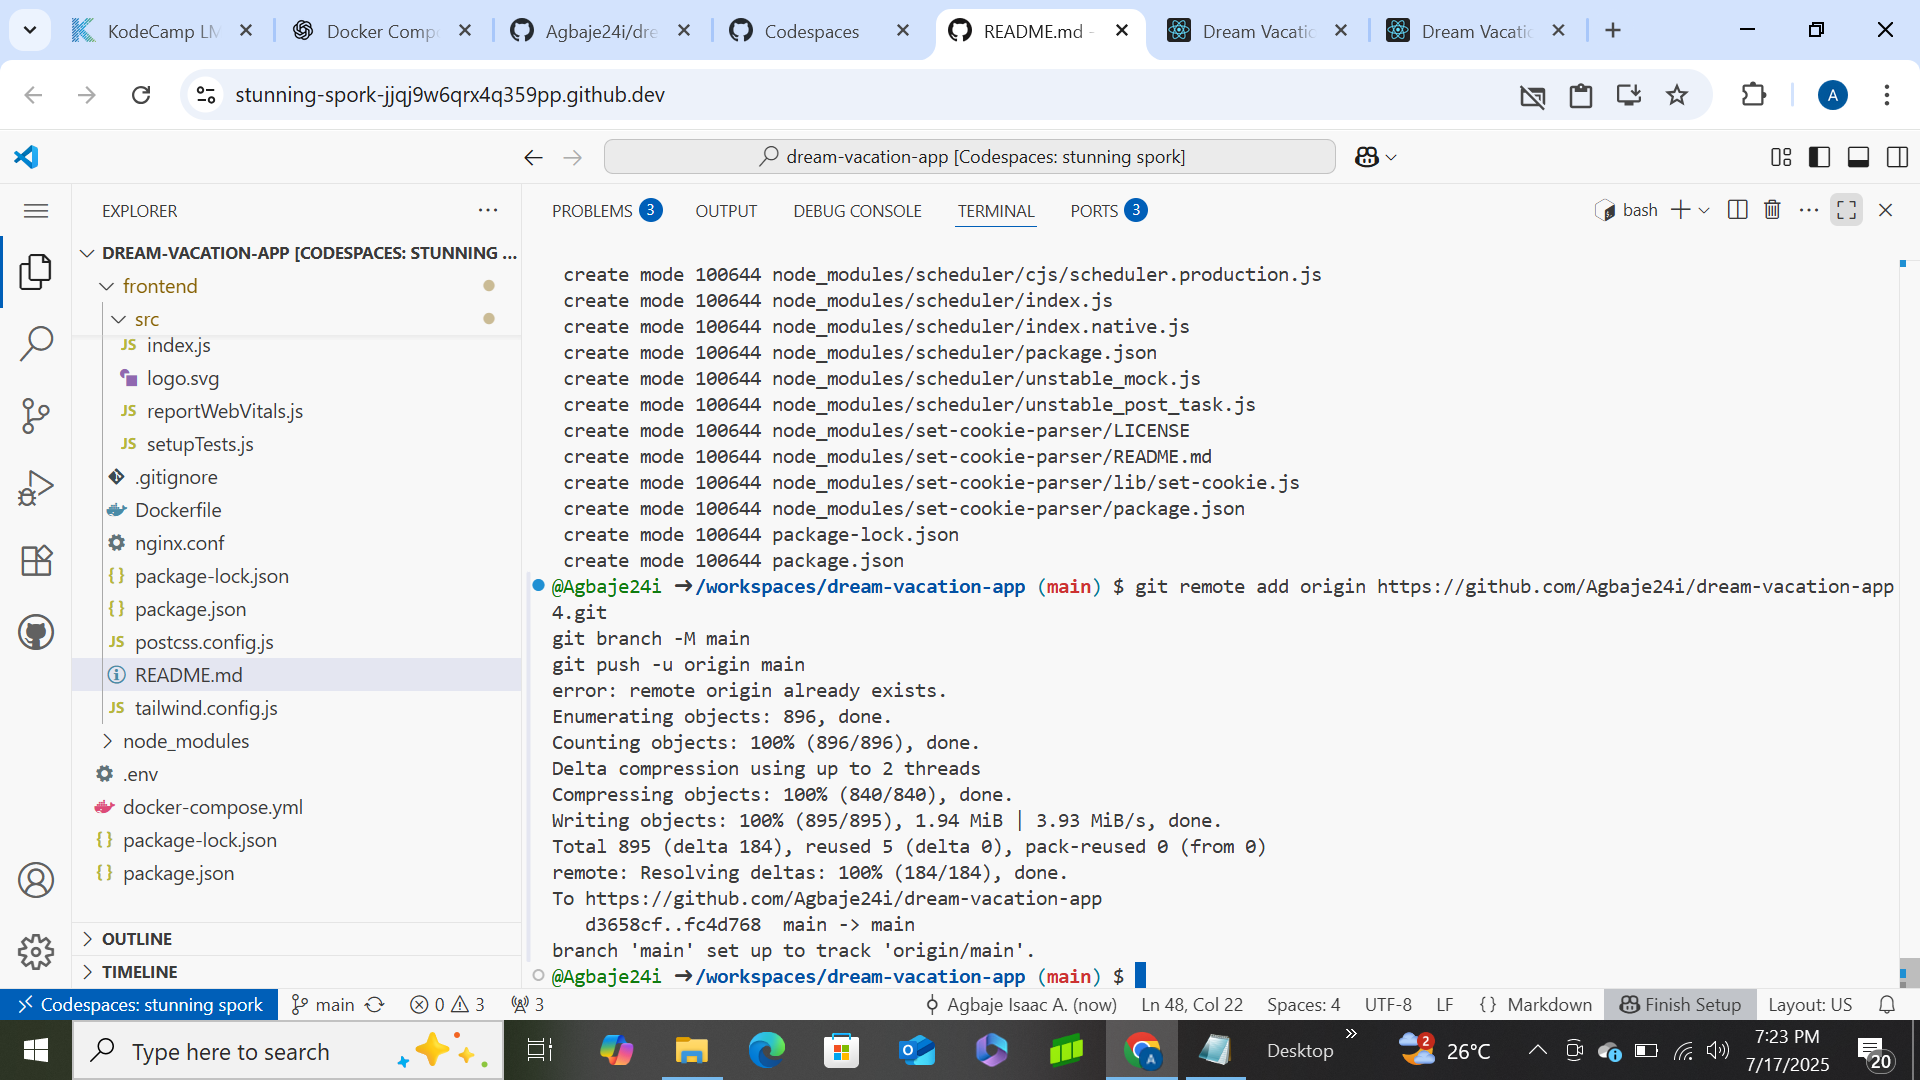 KodeCamp LM
Docker Comp
Agbaje24i/dre
Codespaces
README.md -
Dream Vacatic
Dream Vacatic
stunning-spork-jjqj9w6qrx4q359pp.github.dev
A
dream-vacation-app [Codespaces: stunning spork]
EXPLORER
PROBLEMS 3
OUTPUT
DEBUG CONSOLE
TERMINAL
PORTS 3
bash
DREAM-VACATION-APP [CODESPACES: STUNNING ...
frontend
src
index.js
logo.svg
reportWebVitals.js
setupTests.js
.gitignore
Dockerfile
nginx.conf
package-lock.json
package.json
postcss.config.js
README.md
tailwind.config.js
node_modules
.env
docker-compose.yml
package-lock.json
package.json
OUTLINE
TIMELINE
create mode 100644 node_modules/scheduler/cjs/scheduler.production.js
create mode 100644 node_modules/scheduler/index.js
create mode 100644 node_modules/scheduler/index.native.js
create mode 100644 node_modules/scheduler/package.json
create mode 100644 node_modules/scheduler/unstable_mock.js
create mode 100644 node_modules/scheduler/unstable_post_task.js
create mode 100644 node_modules/set-cookie-parser/LICENSE
create mode 100644 node_modules/set-cookie-parser/README.md
create mode 100644 node_modules/set-cookie-parser/lib/set-cookie.js
create mode 100644 node_modules/set-cookie-parser/package.json
create mode 100644 package-lock.json
create mode 100644 package.json
@Agbaje24i ➜/workspaces/dream-vacation-app (main) $ git remote add origin https://github.com/Agbaje24i/dream-vacation-app
4.git
git branch -M main
git push -u origin main
error: remote origin already exists.
Enumerating objects: 896, done.
Counting objects: 100% (896/896), done.
Delta compression using up to 2 threads
Compressing objects: 100% (840/840), done.
Writing objects: 100% (895/895), 1.94 MiB | 3.93 MiB/s, done.
Total 895 (delta 184), reused 5 (delta 0), pack-reused 0 (from 0)
remote: Resolving deltas: 100% (184/184), done.
To https://github.com/Agbaje24i/dream-vacation-app
d3658cf..fc4d768  main -> main
branch 'main' set up to track 'origin/main'.
@Agbaje24i ➜/workspaces/dream-vacation-app (main) $
Codespaces: stunning spork
main
0
3
3
Agbaje Isaac A. (now)
Ln 48, Col 22
Spaces: 4
UTF-8
LF
{} Markdown
Finish Setup
Layout: US
Type here to search
A
Desktop
2
26°C
7:23 PM
7/17/2025
20